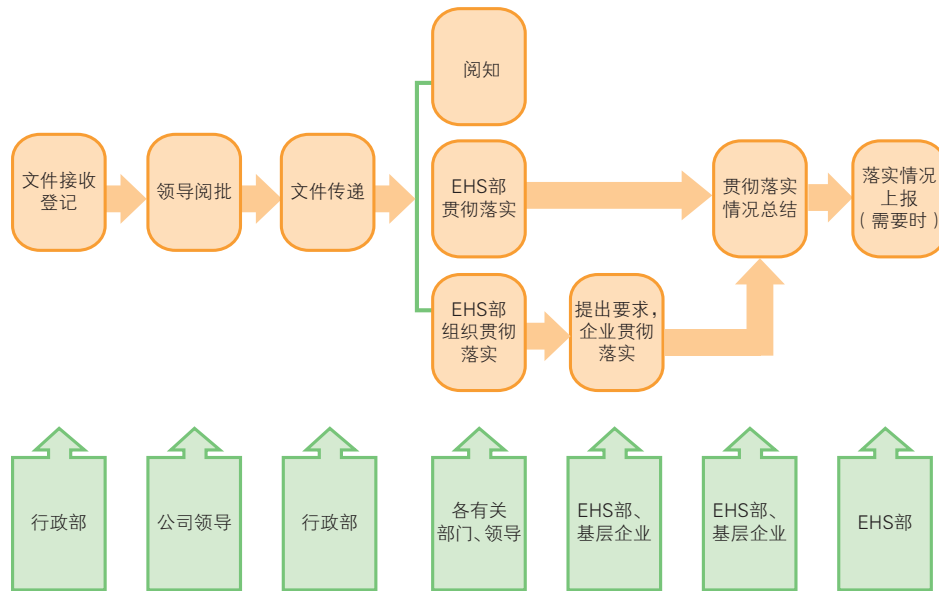 阅知
文件接收
登记
领导阅批
文件传递
EHS部
贯彻落实
贯彻落实
情况总结
落实情况
上报
（需要时）
EHS部
组织贯彻
落实
提出要求，
企业贯彻
落实
行政部
公司领导
行政部
各有关
部门、领导
EHS部、
基层企业
EHS部、
基层企业
EHS部